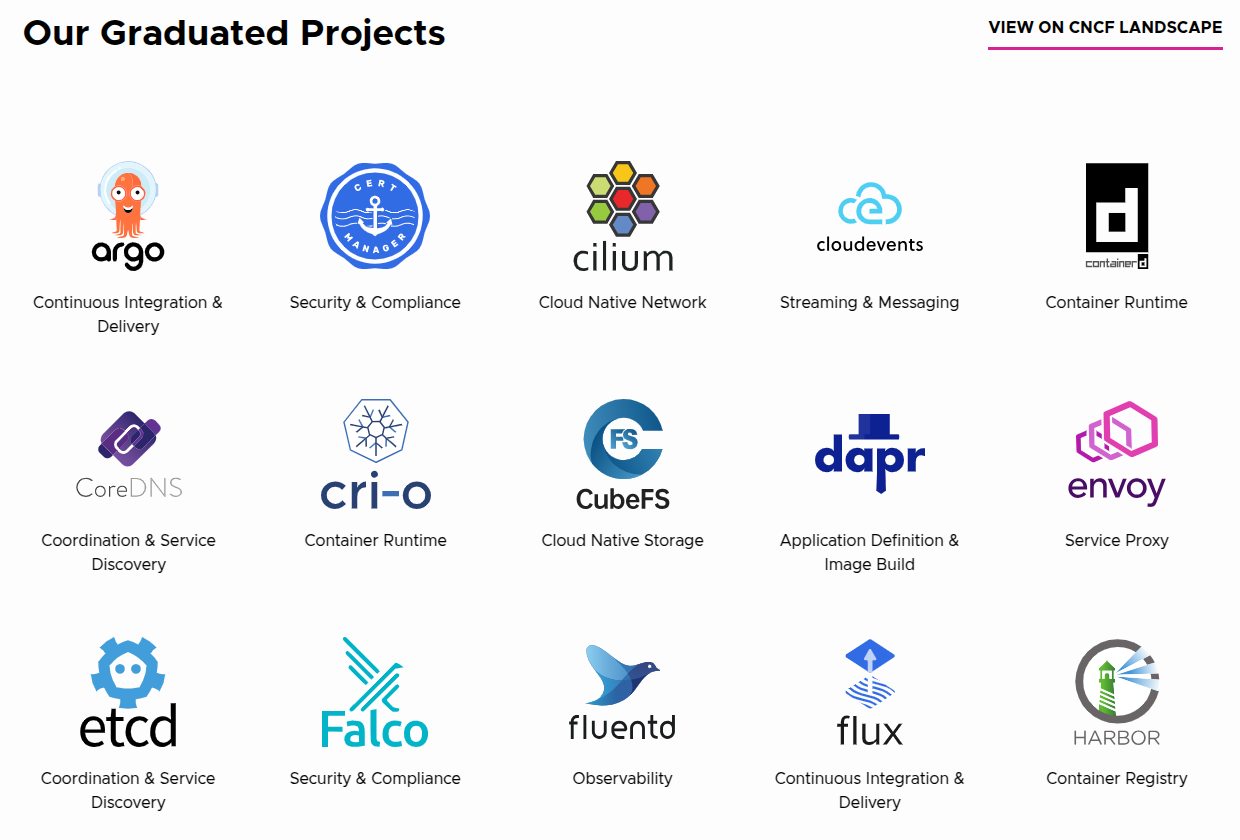 Our Graduated Projects
VIEW ON CNCF LANDSCAPE
argo
CERT
MANAGER
cilium
cloudevents
d
containerd
Continuous Integration &
Delivery
Security & Compliance
Cloud Native Network
Streaming & Messaging
Container Runtime
CoreDNS
cri-o
FS
CubeFS
dapr
envoy
Coordination & Service
Discovery
Container Runtime
Cloud Native Storage
Application Definition &
Image Build
Service Proxy
etcd
Falco
fluentd
flux
HARBOR
Coordination & Service
Discovery
Security & Compliance
Observability
Continuous Integration &
Delivery
Container Registry